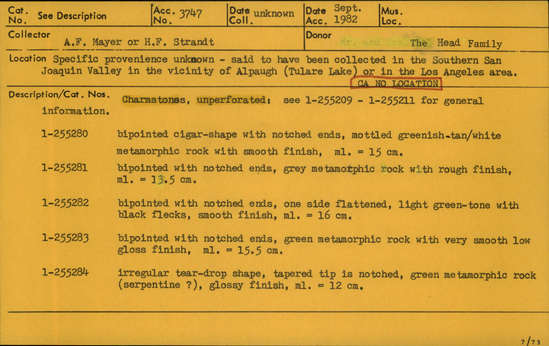 Cat. No. See Description Acc. No. 3747 Date Coll. unknown Date Acc. Sept. 1982 Mus. Loc.
Collector A.F. Mayer or H.F. Strandt Donor The Head Family
Location Specific provenience unknown - said to have been collected in the Southern San
Joaquin Valley in the vicinity of Alpaugh (Tulare Lake) or in the Los Angeles area.
CA NO LOCATION
Description/Cat. Nos. Charmstones, unperforated: see 1-255209 - 1-255211 for general
information.
1-255280 bipointed cigar-shape with notched ends, mottled greenish-tan/white
metamorphic rock with smooth finish, ml. = 15 cm.
1-255281 bipointed with notched ends, grey metamorphic rock with rough finish,
ml. = 13.5 cm.
1-255282 bipointed with notched ends, one side flattened, light green-tone with
black flecks, smooth finish, ml. = 16 cm.
1-255283 bipointed with notched ends, green metamorphic rock with very smooth low
gloss finish, ml. = 15.5 cm.
1-255284 irregular tear-drop shape, tapered tip is notched, green metamorphic rock
(serpentine ?), glossy finish, ml. = 12 cm.